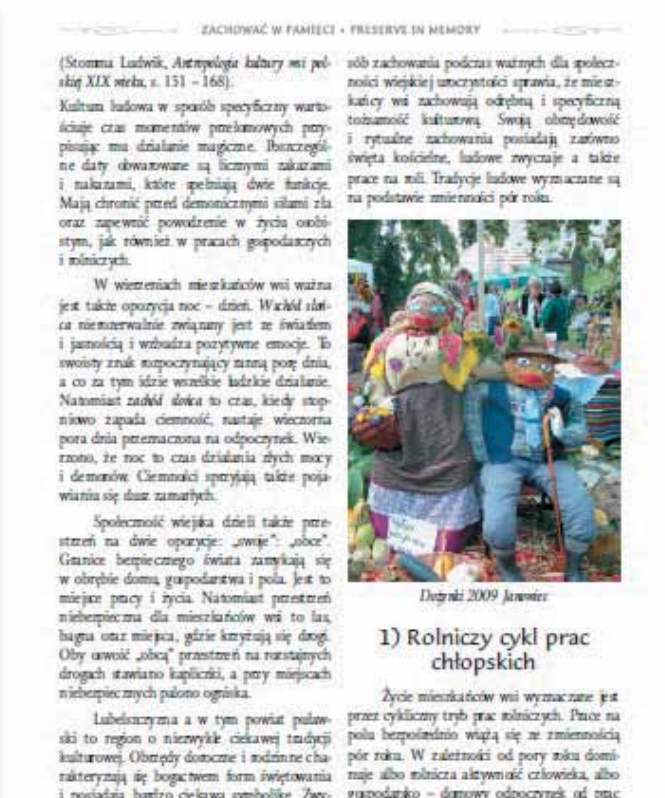 ZACHOWAĆ W PAMIĘCI • PRESERVE IN MEMORY
(Stomma Ludwik, Antropologia kultury wsi pol-
skiej XIX wieku, s. 151 – 168).
Kultura ludowa w sposób specyficzny warto-
ściuje czas momentów przełomowych przy-
pisując mu działanie magiczne. Poszczegól-
ne daty obwarowane są licznymi zakazami
i nakazami, które spełniają dwie funkcje.
Mają chronić przed demonicznymi siłami zła
oraz zapewnić powodzenie w życiu osobi-
stym, jak również w pracach gospodarczych
i rolniczych.
W wierzeniach mieszkańców wsi ważna
jest także opozycja noc – dzień. Wschód słoń-
ca nierozerwalnie związany jest ze światłem
i jasnością i wzbudza pozytywne emocje. To
swoisty znak rozpoczynający ranną porę dnia,
a co za tym idzie wszelkie ludzkie działanie.
Natomiast zachód słońca to czas, kiedy stop-
niowo zapada ciemność, nastaje wieczorna
pora dnia przeznaczona na odpoczynek. Wie-
rzono, że noc to czas działania złych mocy
i demonów. Ciemności sprzyjają także poja-
wianiu się dusz zamarłych.
Społeczność wiejska dzieli także prze-
strzeń na dwie opozycje: „swoje”: „obce”.
Granice bezpiecznego świata zamykają się
w obrębie domu, gospodarstwa i pola. Jest to
miejsce pracy i życia. Natomiast przestrzeń
niebezpieczna dla mieszkańców wsi to las,
bagna oraz miejsca, gdzie krzyżują się drogi.
Oby oswoić „obcą” przestrzeń na rozstajnych
drogach stawiano kapliczki, a przy miejscach
niebezpiecznych palono ogniska.
Lubelszczyzna a w tym powiat puław-
ski to region o niezwykle ciekawej tradycji
kulturowej. Obrzędy doroczne i rodzinne cha-
rakteryzują się bogactwem form świętowania
i posiadają bardzo ciekawą symbolikę. Zwy-
sób zachowania podczas ważnych dla społecz-
ności wiejskiej uroczystości sprawia, że miesz-
kańcy wsi zachowują odrębną i specyficzną
tożsamość kulturową. Swoją obrzędowość
i rytualne zachowania posiadają zarówno
święta kościelne, ludowe zwyczaje a także
prace na roli. Tradycje ludowe wyznaczane są
na podstawie zmienności pór roku.
Dożynki 2009 Janowiec
1) Rolniczy cykl prac
chłopskich
Życie mieszkańców wsi wyznaczane jest
przez cykliczny tryb prac rolniczych. Prace na
polu bezpośrednio wiążą się ze zmiennością
pór roku. W zależności od pory roku domi-
nuje albo rolnicza aktywność człowieka, albo
gospodarsko – domowy odpoczynek od prac